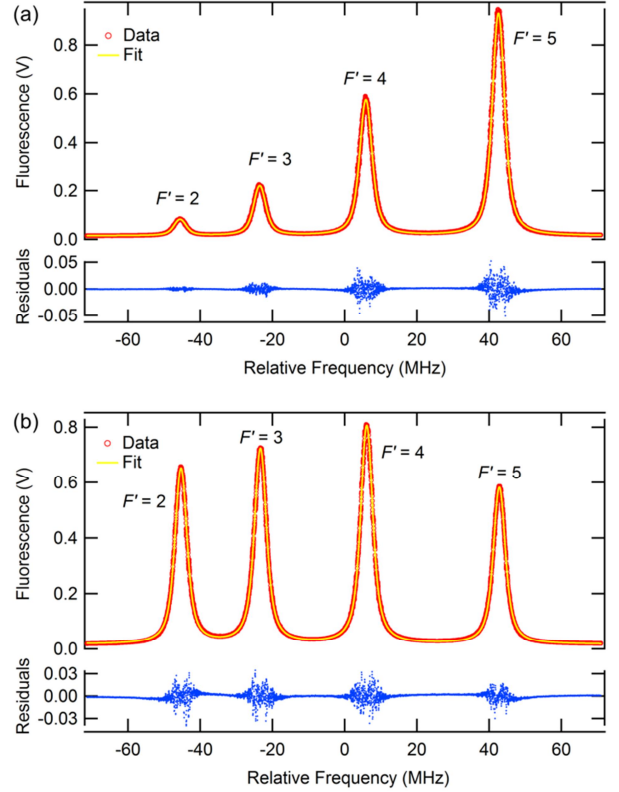 (a)
Data
Fit
F' = 2
F' = 3
F' = 4
F' = 5
Fluorescence (V)
0.8
0.6
0.4
0.2
0.0
Residuals
0.05
0.00
-0.05
-60 -40 -20 0 20 40 60
Relative Frequency (MHz)
(b)
Data
Fit
F' = 2
F' = 3
F' = 4
F' = 5
Fluorescence (V)
0.8
0.6
0.4
0.2
0.0
Residuals
0.03
0.00
-0.03
-60 -40 -20 0 20 40 60
Relative Frequency (MHz)